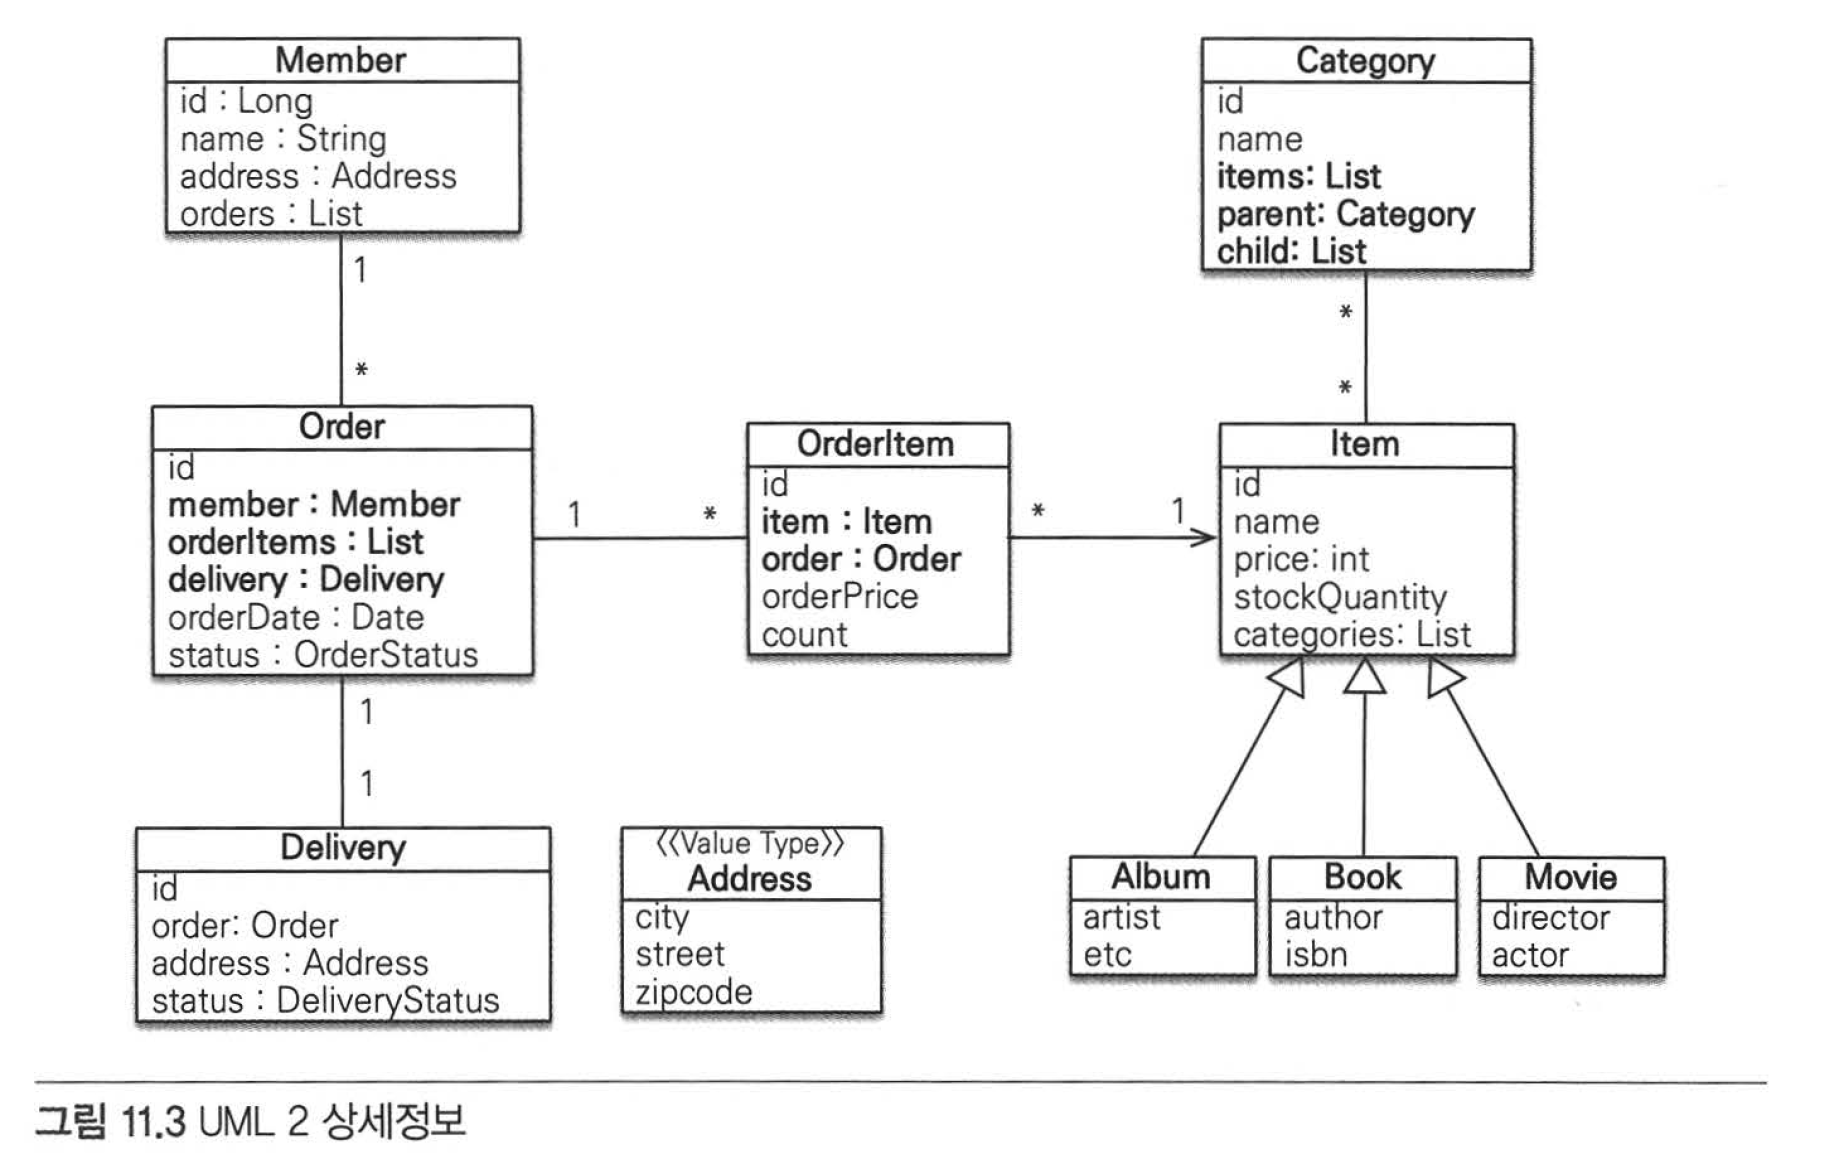 Member
id : Long
name : String
address : Address
orders : List
1
*
Category
id
name
items: List
parent: Category
child: List
*
*
Order
id
member : Member
orderItems : List
delivery : Delivery
orderDate : Date
status : OrderStatus
1
*
OrderItem
id
item : Item
order : Order
orderPrice
count
*
1
Item
id
name
price: int
stockQuantity
categories: List
1
1
Delivery
id
order: Order
address : Address
status : DeliveryStatus
《Value Type》
Address
city
street
zipcode
Album
artist
etc
Book
author
isbn
Movie
director
actor
그림 11.3 UML 2 상세정보